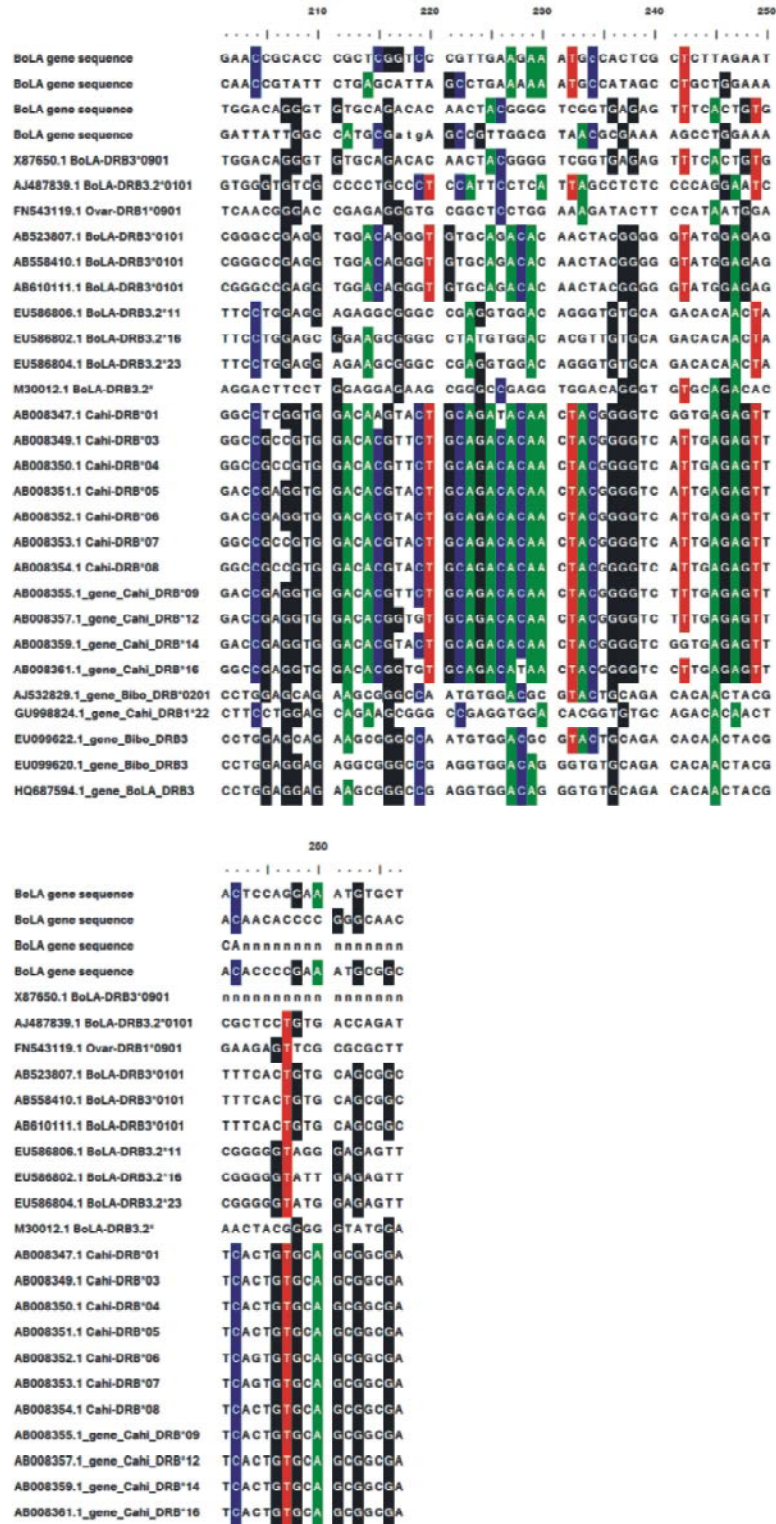 210 220 230 240 250
BoLA gene sequence GAACCGCACC CGCTCGGTCC CGTTGAAGAA ATGCCACTCG CTCTTAGAAT
BoLA gene sequence CAACCGTATT CTGAGCATTA GCCTGAAAAA ATGCCATAGC CTGCTGGAAA
BoLA gene sequence TGGACAGGGT GTGCAGACAC AACTACGGGG TCGGTGAGAG TTTCACTGTG
BoLA gene sequence GATTATTGGC CATGCGatgA GCCGTTGGCG TAACGCGAAA AGCCTGGAAA
X87650.1 BoLA-DRB3*0901 TGGACAGGGT GTGCAGACAC AACTACGGGG TCGGTGAGAG TTTCACTGTG
AJ487839.1 BoLA-DRB3.2*0101 GTGGGTGTCG CCCCTGCCCT CCATTCCTCA TTAGCCTCTC CCCAGGAATC
FN543119.1 Ovar-DRB1*0901 TCAACGGGAC CGAGAGGGTG CGGCTCCTGG AAAGATACTT CCATAATGGA
AB523807.1 BoLA-DRB3*0101 CGGGCCGAGG TGGACAGGGT GTGCAGACAC AACTACGGGG GTATGGAGAG
AB558410.1 BoLA-DRB3*0101 CGGGCCGAGG TGGACAGGGT GTGCAGACAC AACTACGGGG GTATGGAGAG
AB610111.1 BoLA-DRB3*0101 CGGGCCGAGG TGGACAGGGT GTGCAGACAC AACTACGGGG GTATGGAGAG
EU586806.1 BoLA-DRB3.2*11 TTCCTGGAGG AGAGGCGGGC CGAGGTGGAC AGGGTGTGCA GACACAACTA
EU586802.1 BoLA-DRB3.2*16 TTCCTGGAGC GGAAGCGGGC CTATGTGGAC ACGTTGTGCA GACACAACTA
EU586804.1 BoLA-DRB3.2*23 TTCCTGGAGG AGAAGCGGGC CGAGGTGGAC AGGGTGTGCA GACACAACTA
M30012.1 BoLA-DRB3.2* AGGACTTCCT GGAGGAGAAG CGGGCCGAGG TGGACAGGGT GTGCAGACAC
AB008347.1 Cahi-DRB*01 GGCCTCGGTG GACAAGTACT GCAGATACAA CTACGGGGTC GGTGAGAGTT
AB008349.1 Cahi-DRB*03 GGCCGCCGTG GACACGTTCT GCAGACACAA CTACGGGGTC ATTGAGAGTT
AB008350.1 Cahi-DRB*04 GGCCGCCGTG GACACGTTCT GCAGACACAA CTACGGGGTC ATTGAGAGTT
AB008351.1 Cahi-DRB*05 GACCGAGGTG GACACGTACT GCAGACACAA CTACGGGGTC ATTGAGAGTT
AB008352.1 Cahi-DRB*06 GACCGAGGTG GACACGTACT GCAGACACAA CTACGGGGTC ATTGAGAGTT
AB008353.1 Cahi-DRB*07 GGCCGCCGTG GACACGTACT GCAGACACAA CTACGGGGTC ATTGAGAGTT
AB008354.1 Cahi-DRB*08 GGCCGCCGTG GACACGTACT GCAGACACAA CTACGGGGTC ATTGAGAGTT
AB008355.1_gene_Cahi_DRB*09 GACCGAGGTG GACACGTTCT GCAGACACAA CTACGGGGTC TTTGAGAGTT
AB008357.1_gene_Cahi_DRB*12 GACCGAGGTG GACACGGTGT GCAGACACAA CTACGGGGTC TTTGAGAGTT
AB008359.1_gene_Cahi_DRB*14 GACCGAGGTG GACACGTACT GCAGACACAA CTACGGGGTC GGTGAGAGTT
AB008361.1_gene_Cahi_DRB*16 GGCCGAGGTG GACACGGTGT GCAGACATAA CTACGGGGTC CTTGAGAGTT
AJ532829.1_gene_Bibo_DRB*0201 CCTGGAGCAG AAGCGGGCCA ATGTGGACGC GTACTGCAGA CACAACTACG
GU998824.1_gene_Cahi_DRB1*22 CTTCCTGGAG CAGAAGCGGG CCGAGGTGGA CACGGTGTGC AGACACAACT
EU099622.1_gene_Bibo_DRB3 CCTGGAGCAG AAGCGGGCCA ATGTGGACGC GTACTGCAGA CACAACTACG
EU099620.1_gene_Bibo_DRB3 CCTGGAGGAG AGGCGGGCCG AGGTGGACAG GGTGTGCAGA CACAACTACG
HQ687594.1_gene_BoLA_DRB3 CCTGGAGGAG AAGCGGGCCG AGGTGGACAG GGTGTGCAGA CACAACTACG
260
BoLA gene sequence ACTCCAGGAA ATGTGCT
BoLA gene sequence ACAACACCCC GGGCAAC
BoLA gene sequence CAnnnnnnnn nnnnnnn
BoLA gene sequence ACACCCCGAA ATGCGGC
X87650.1 BoLA-DRB3*0901 nnnnnnnnnn nnnnnnn
AJ487839.1 BoLA-DRB3.2*0101 CGCTCCTGTG ACCAGAT
FN543119.1 Ovar-DRB1*0901 GAAGAGTTCG CGCGCTT
AB523807.1 BoLA-DRB3*0101 TTTCACTGTG CAGCGGC
AB558410.1 BoLA-DRB3*0101 TTTCACTGTG CAGCGGC
AB610111.1 BoLA-DRB3*0101 TTTCACTGTG CAGCGGC
EU586806.1 BoLA-DRB3.2*11 CGGGGGTAGG GAGAGTT
EU586802.1 BoLA-DRB3.2*16 CGGGGGTATT GAGAGTT
EU586804.1 BoLA-DRB3.2*23 CGGGGGTATG GAGAGTT
M30012.1 BoLA-DRB3.2* AACTACGGGG GTATGGA
AB008347.1 Cahi-DRB*01 TCACTGTGCA GCGGCGA
AB008349.1 Cahi-DRB*03 TCACTGTGCA GCGGCGA
AB008350.1 Cahi-DRB*04 TCACTGTGCA GCGGCGA
AB008351.1 Cahi-DRB*05 TCACTGTGCA GCGGCGA
AB008352.1 Cahi-DRB*06 TCAGTGTGCA GCGGCGA
AB008353.1 Cahi-DRB*07 TCAGTGTGCA GCGGCGA
AB008354.1 Cahi-DRB*08 TCACTGTGCA GCGGCGA
AB008355.1_gene_Cahi_DRB*09 TCACTGTGCA GCGGCGA
AB008357.1_gene_Cahi_DRB*12 TCACTGTGCA GCGGCGA
AB008359.1_gene_Cahi_DRB*14 TCACTGTGCA GCGGCGA
AB008361.1_gene_Cahi_DRB*16 TCACTGTGCA GCGGCGA